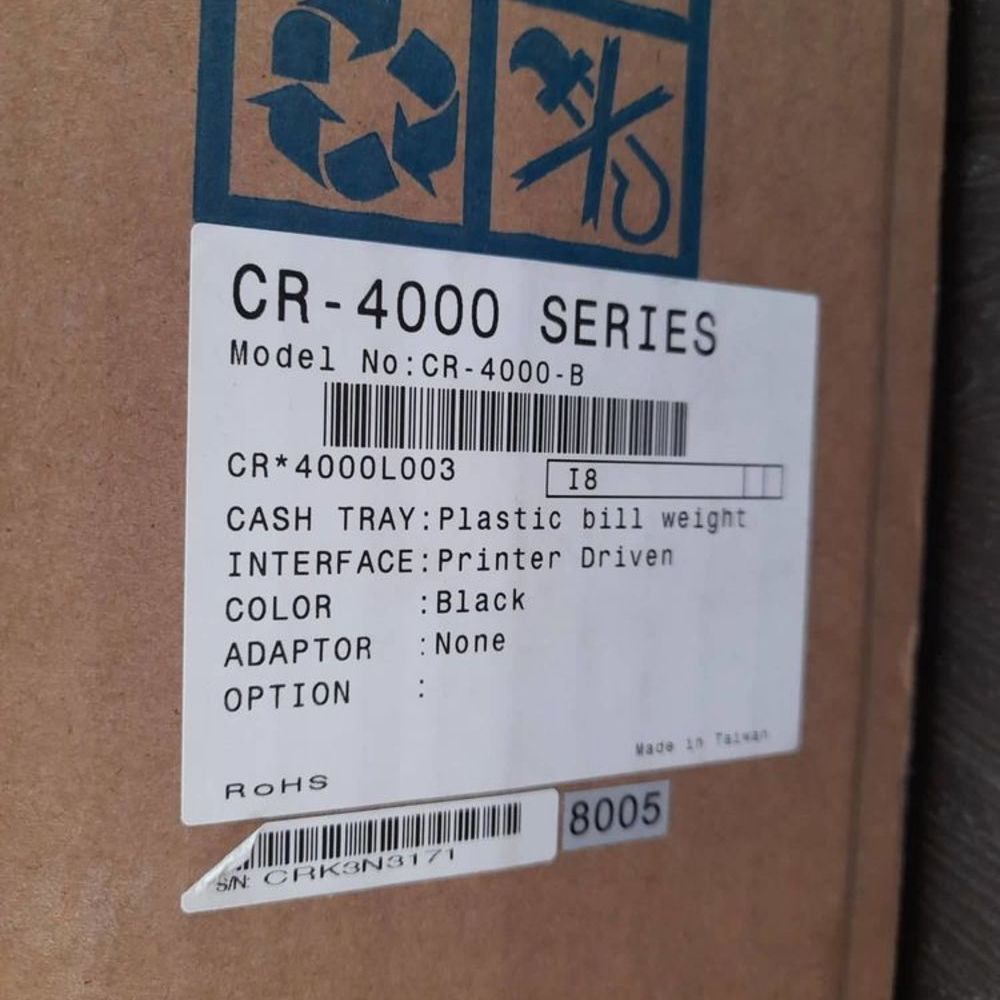 CR-4000 SERIES
Model No:CR-4000-B
CR*4000L003
I8
CASH TRAY:Plastic bill weight
INTERFACE:Printer Driven
COLOR :Black
ADAPTOR :None
OPTION :
Made in Taiwan
RoHS
8005
S/N: CRK3N3171